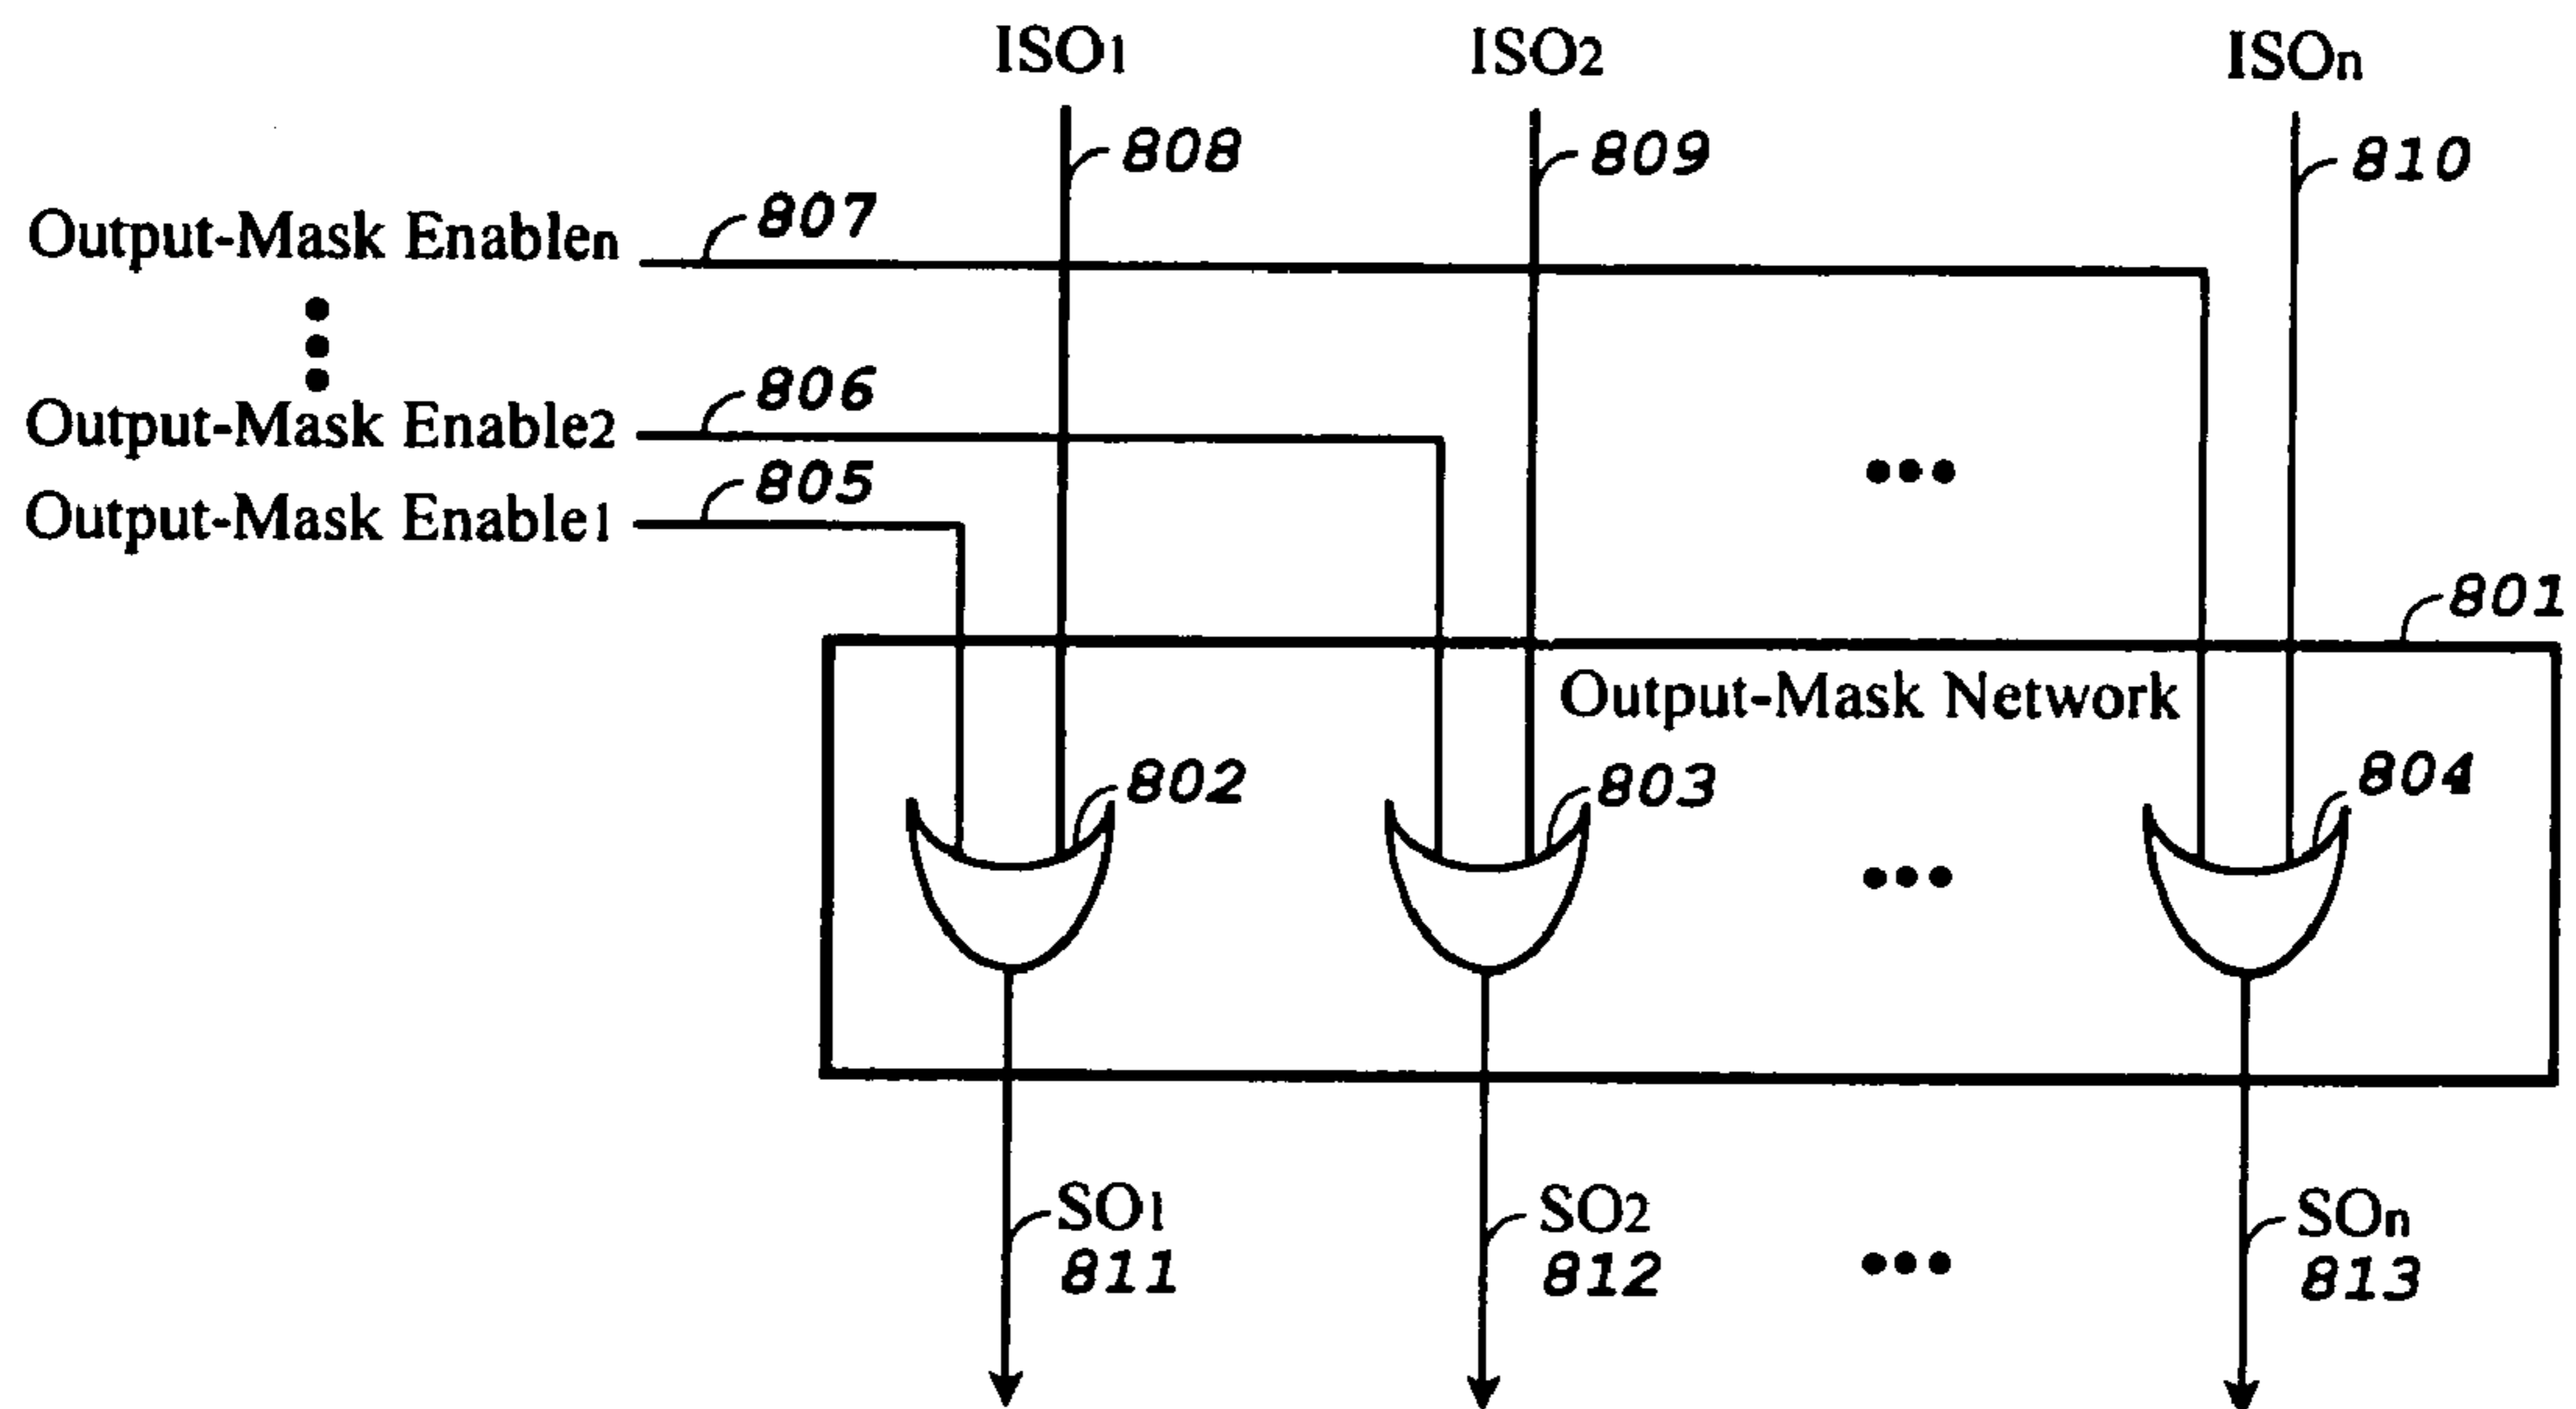 ISO1 ISO2 ISOn
808 809 810
Output-Mask Enablen 807
Output-Mask Enable2 806
Output-Mask Enable1 805
801
Output-Mask Network
802 803 804
SO1 SO2 SOn
811 812 813